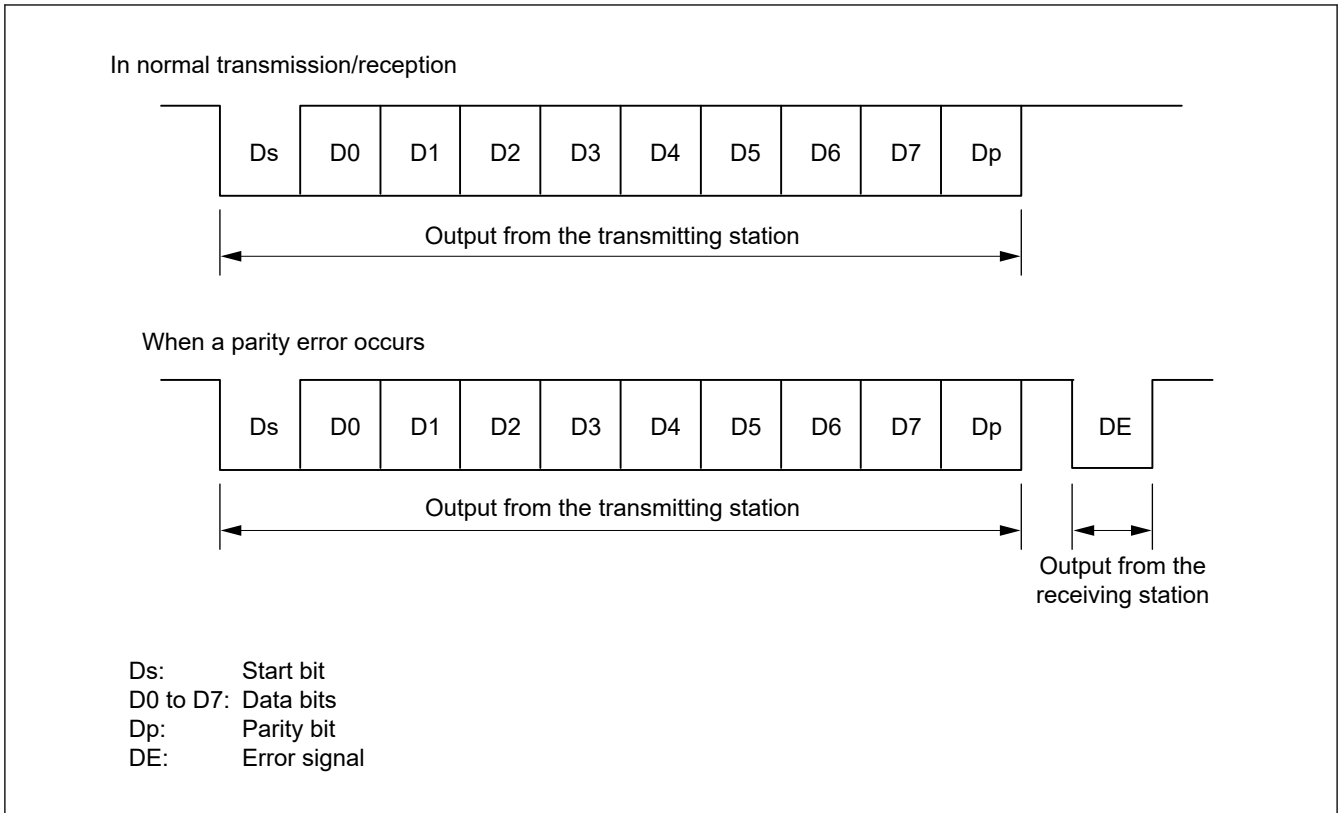 In normal transmission/reception
Ds D0 D1 D2 D3 D4 D5 D6 D7 Dp
Output from the transmitting station
When a parity error occurs
Ds D0 D1 D2 D3 D4 D5 D6 D7 Dp DE
Output from the transmitting station
Output from the
receiving station
Ds: Start bit
D0 to D7: Data bits
Dp: Parity bit
DE: Error signal